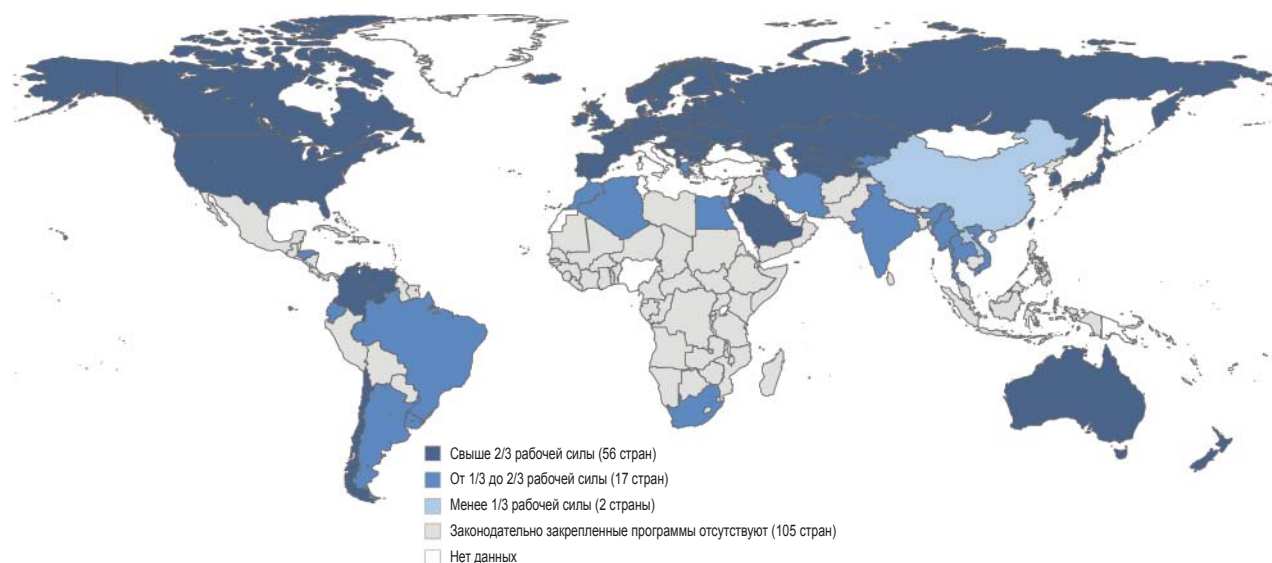 Свыше 2/3 рабочей силы (56 стран)
От 1/3 до 2/3 рабочей силы (17 стран)
Менее 1/3 рабочей силы (2 страны)
Законодательно закрепленные программы отсутствуют (105 стран)
Нет данных